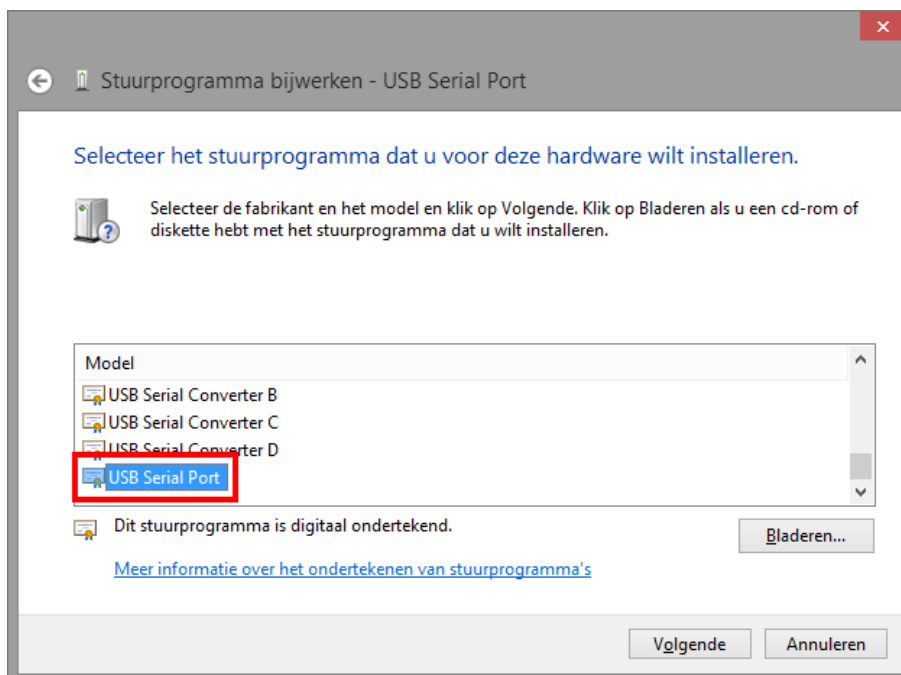 Stuurprogramma bijwerken - USB Serial Port
Selecteer het stuurprogramma dat u voor deze hardware wilt installeren.
Selecteer de fabrikant en het model en klik op Volgende. Klik op Bladeren als u een cd-rom of
diskette hebt met het stuurprogramma dat u wilt installeren.
Model
USB Serial Converter B
USB Serial Converter C
USB Serial Converter D
USB Serial Port
Dit stuurprogramma is digitaal ondertekend.
Bladeren...
Meer informatie over het ondertekenen van stuurprogramma's
Volgende
Annuleren